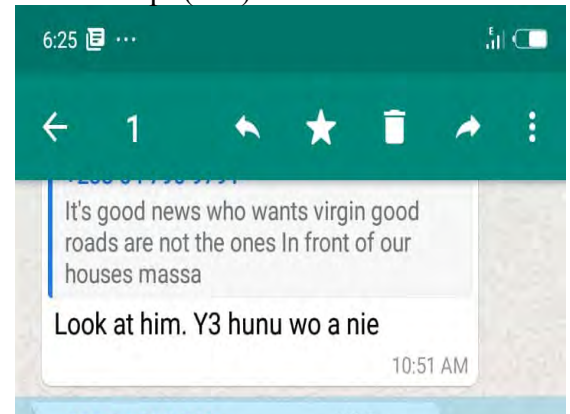 6:25
1
It's good news who wants virgin good
roads are not the ones In front of our
houses massa
Look at him. Y3 hunu wo a nie
10:51 AM